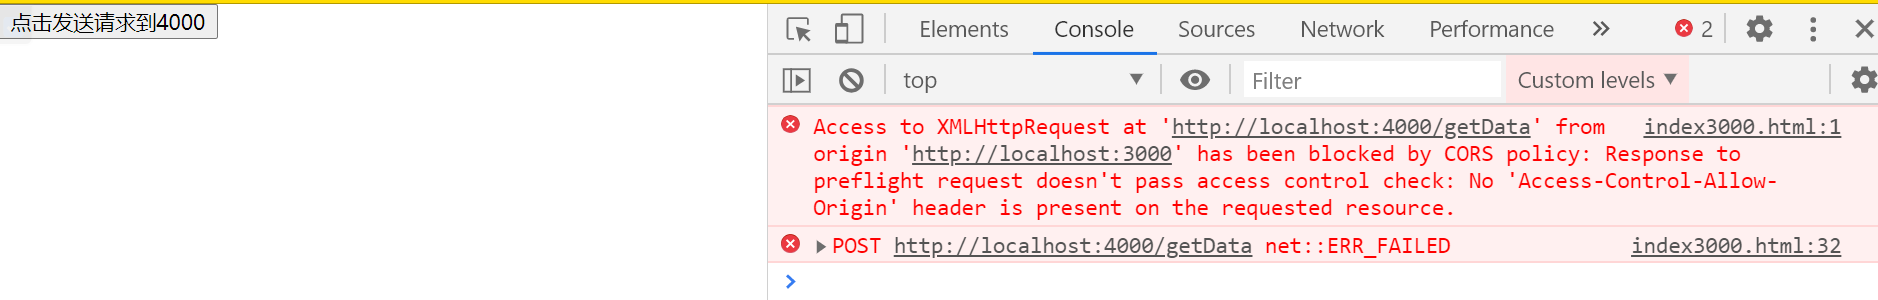 点击发送请求到4000
Elements Console Sources Network Performance 2
top Filter Custom levels
Access to XMLHttpRequest at 'http://localhost:4000/getData' from index3000.html:1
origin 'http://localhost:3000' has been blocked by CORS policy: Response to
preflight request doesn't pass access control check: No 'Access-Control-Allow-
Origin' header is present on the requested resource.
POST http://localhost:4000/getData net::ERR_FAILED index3000.html:32